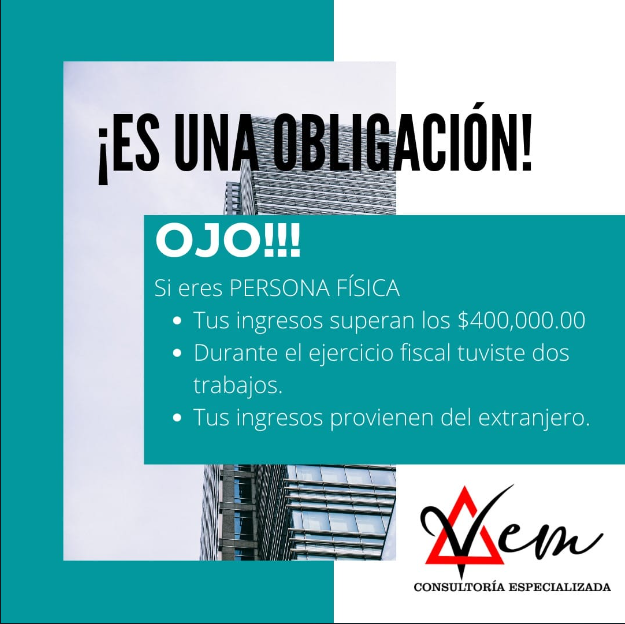 ¡ES UNA OBLIGACIÓN!
OJO!!!
Si eres PERSONA FÍSICA
• Tus ingresos superan los $400,000.00
• Durante el ejercicio fiscal tuviste dos
trabajos.
• Tus ingresos provienen del extranjero.
Vem
CONSULTORÍA ESPECIALIZADA